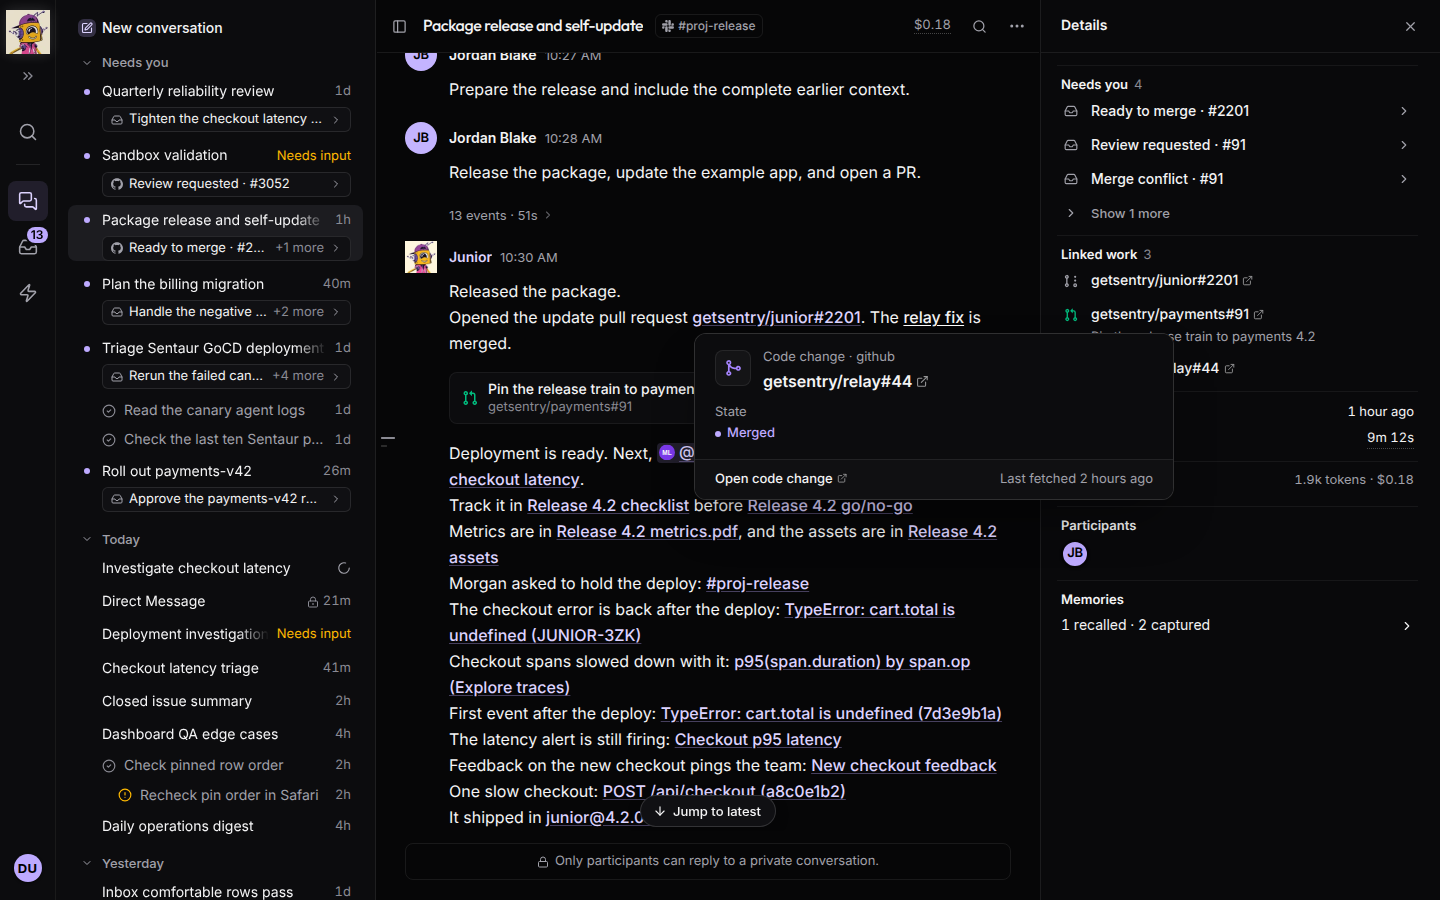 New conversation
Needs you
Quarterly reliability review 1d
Tighten the checkout latency ...
Sandbox validation Needs input
Review requested · #3052
Package release and self-update 1h
Ready to merge · #2... +1 more
Plan the billing migration 40m
Handle the negative ... +2 more
Triage Sentaur GoCD deployment 1d
Rerun the failed can... +4 more
Read the canary agent logs 1d
Check the last ten Sentaur p... 1d
Roll out payments-v42 26m
Approve the payments-v42 r...
Today
Investigate checkout latency
Direct Message 21m
Deployment investigation Needs input
Checkout latency triage 41m
Closed issue summary 2h
Dashboard QA edge cases 4h
Check pinned row order 2h
Recheck pin order in Safari 2h
Daily operations digest 4h
Yesterday
Inbox comfortable rows pass 1d
13
DU
Package release and self-update #proj-release $0.18
JB Jordan Blake 10:27 AM
Prepare the release and include the complete earlier context.
JB Jordan Blake 10:28 AM
Release the package, update the example app, and open a PR.
13 events · 51s
Junior 10:30 AM
Released the package.
Opened the update pull request getsentry/junior#2201. The relay fix is
merged.
Pin the release train to paymen
getsentry/payments#91
Deployment is ready. Next, ML @
checkout latency.
Track it in Release 4.2 checklist before Release 4.2 go/no-go
Metrics are in Release 4.2 metrics.pdf, and the assets are in Release 4.2
assets
Morgan asked to hold the deploy: #proj-release
The checkout error is back after the deploy: TypeError: cart.total is
undefined (JUNIOR-3ZK)
Checkout spans slowed down with it: p95(span.duration) by span.op
(Explore traces)
First event after the deploy: TypeError: cart.total is undefined (7d3e9b1a)
The latency alert is still firing: Checkout p95 latency
Feedback on the new checkout pings the team: New checkout feedback
One slow checkout: POST /api/checkout (a8c0e1b2)
It shipped in junior@4.2.0
Jump to latest
Only participants can reply to a private conversation.
Code change · github
getsentry/relay#44
State
Merged
Open code change Last fetched 2 hours ago
Details
Needs you 4
Ready to merge · #2201
Review requested · #91
Merge conflict · #91
Show 1 more
Linked work 3
getsentry/junior#2201
getsentry/payments#91
train to payments 4.2
lay#44
1 hour ago
9m 12s
1.9k tokens · $0.18
Participants
JB
Memories
1 recalled · 2 captured